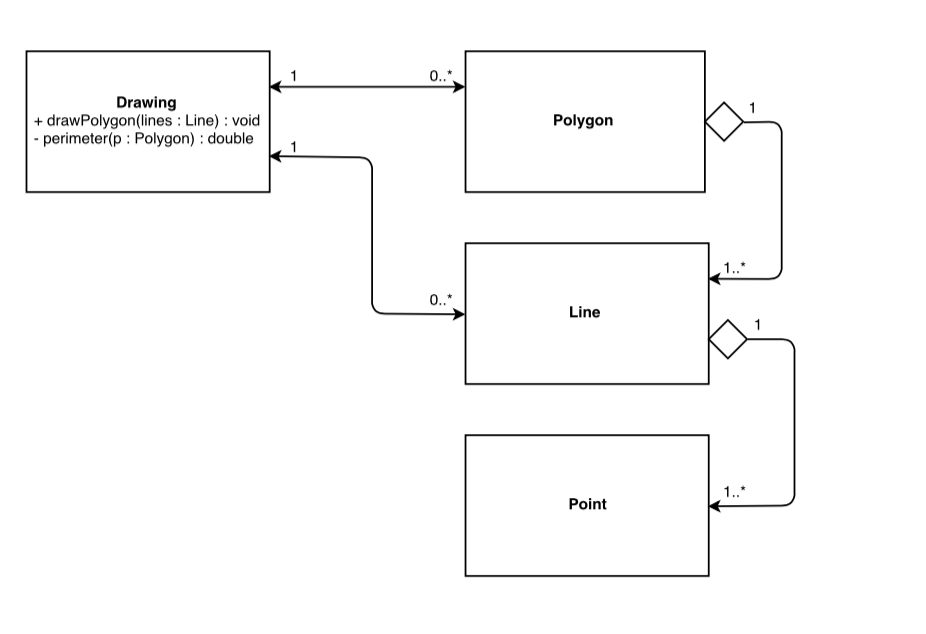 Drawing
+ drawPolygon(lines : Line) : void
- perimeter(p : Polygon) : double
1
0..*
Polygon
1
1
0..*
1..*
Line
1
1..*
Point